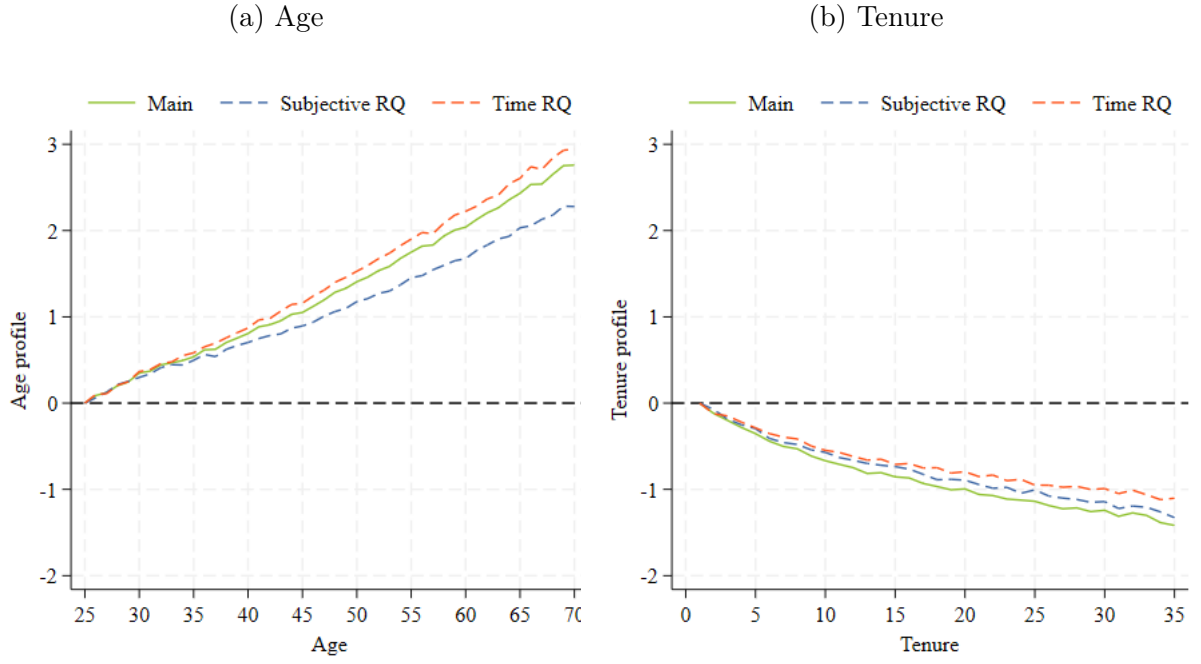 (a) Age
Main Subjective RQ Time RQ
Age profile
3
2
1
0
-1
-2
25 30 35 40 45 50 55 60 65 70
Age
(b) Tenure
Main Subjective RQ Time RQ
Tenure profile
3
2
1
0
-1
-2
0 5 10 15 20 25 30 35
Tenure